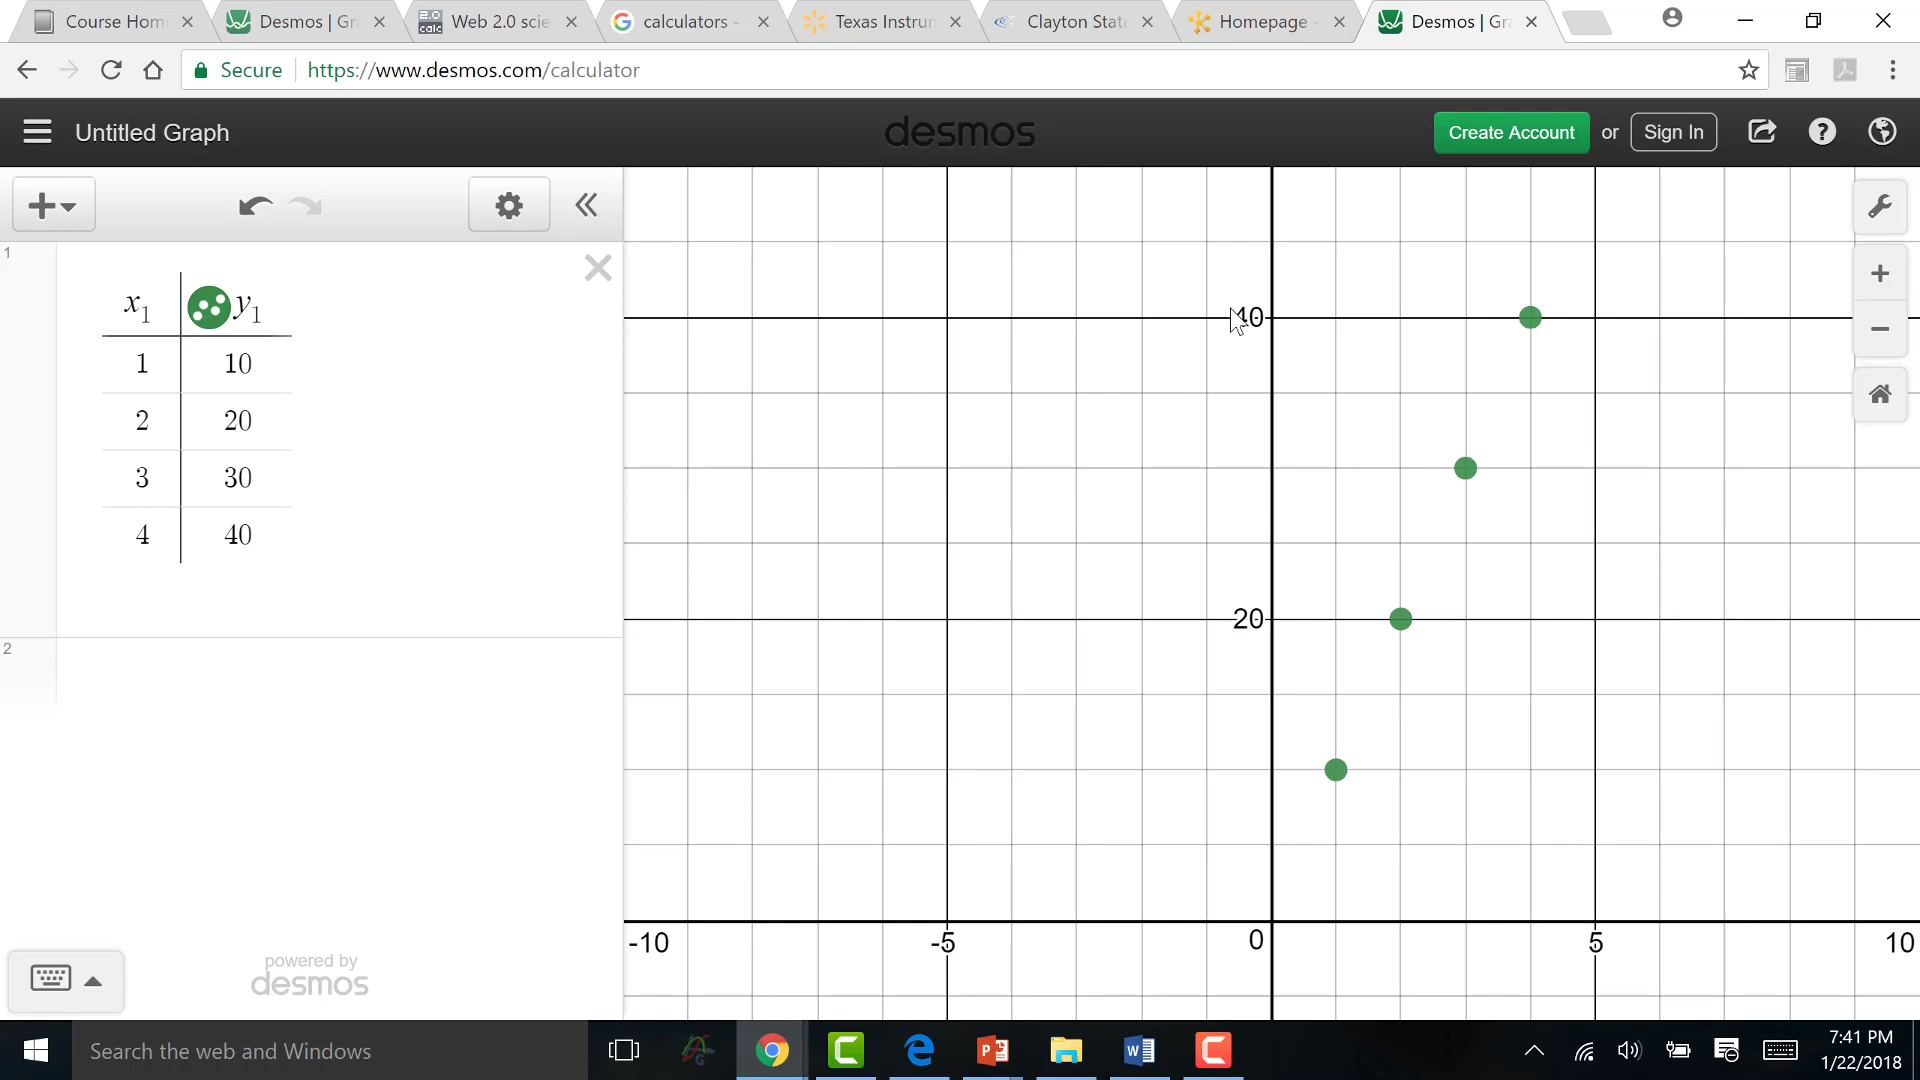 Course Hom
Desmos | Gr
Web 2.0 scie
calculators -
Texas Instru
Clayton Stat
Homepage -
Desmos | Gr
Secure
https://www.desmos.com/calculator
Untitled Graph
desmos
Create Account
or
Sign In
1
x1 y1
1 10
2 20
3 30
4 40
2
40
20
-10
-5
0
5
10
powered by
desmos
Search the web and Windows
7:41 PM
1/22/2018